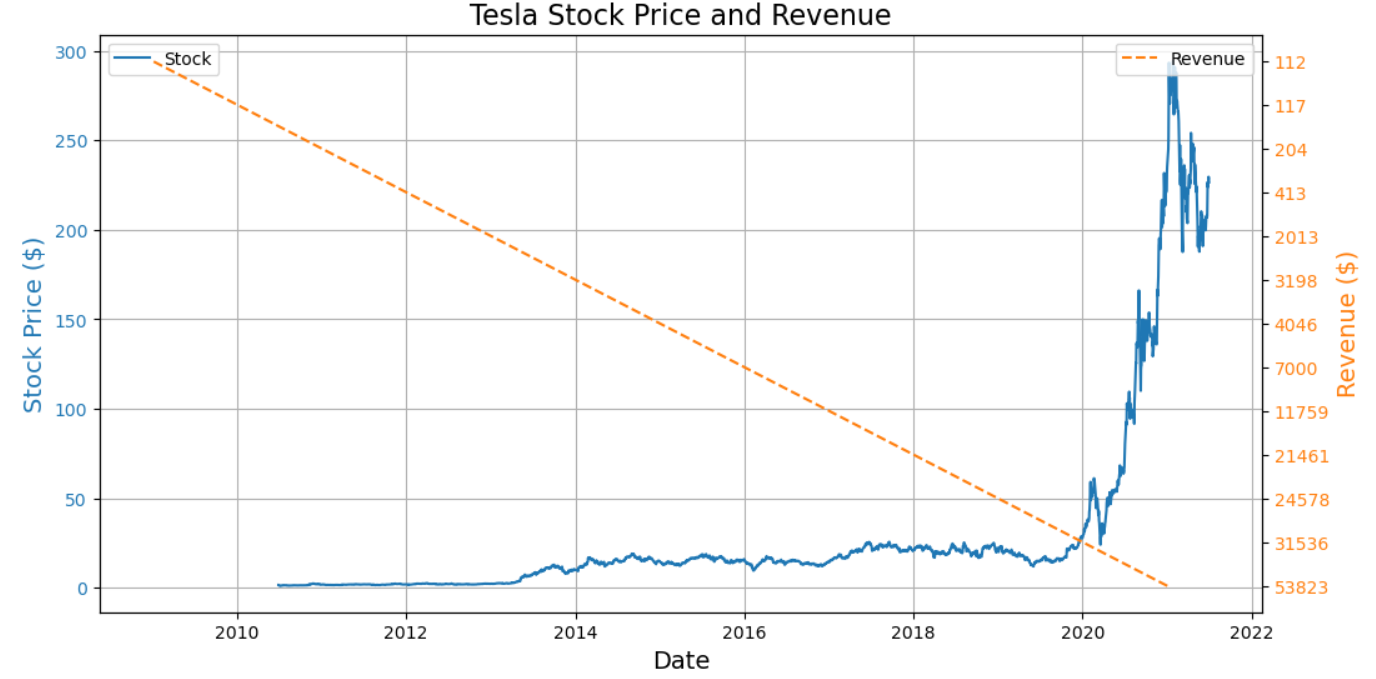 Tesla Stock Price and Revenue
Stock
Revenue
Stock Price ($)
300
250
200
150
100
50
0
112
117
204
413
2013
3198
4046
7000
11759
21461
24578
31536
53823
Revenue ($)
2010 2012 2014 2016 2018 2020 2022
Date